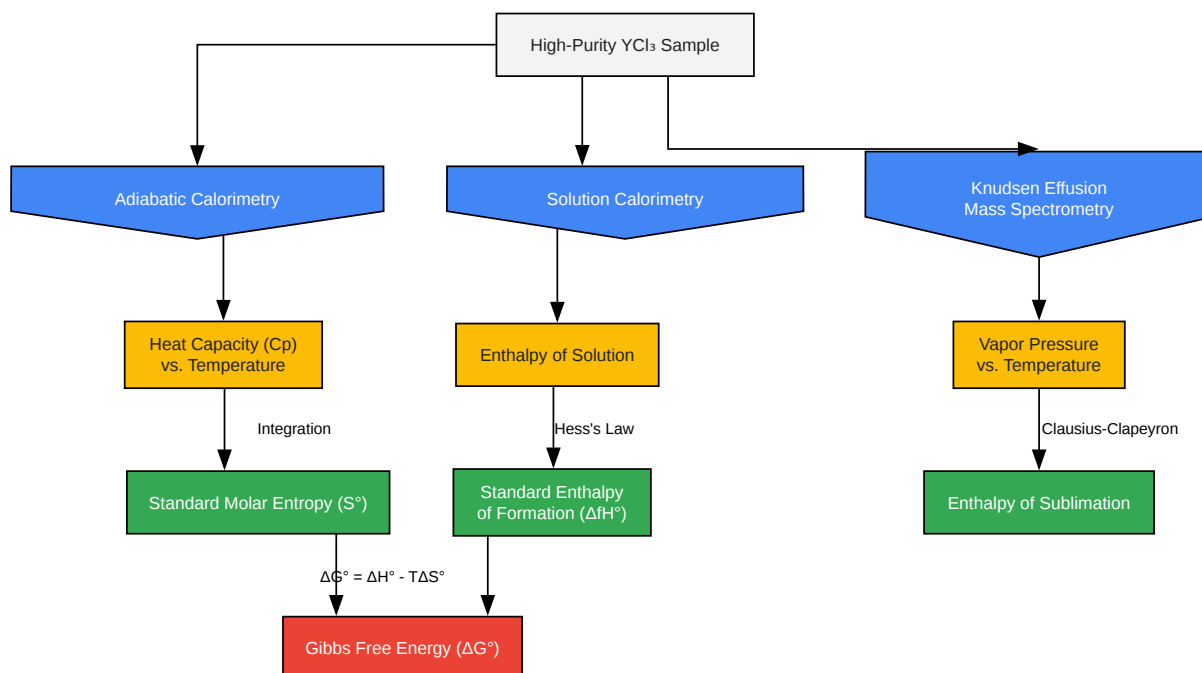 High-Purity YCl₃ Sample
Adiabatic Calorimetry
Solution Calorimetry
Knudsen Effusion
Mass Spectrometry
Heat Capacity (Cp)
vs. Temperature
Enthalpy of Solution
Vapor Pressure
vs. Temperature
Integration
Hess's Law
Clausius-Clapeyron
Standard Molar Entropy (S°)
Standard Enthalpy
of Formation (ΔfH°)
Enthalpy of Sublimation
ΔG° = ΔH° - TΔS°
Gibbs Free Energy (ΔG°)